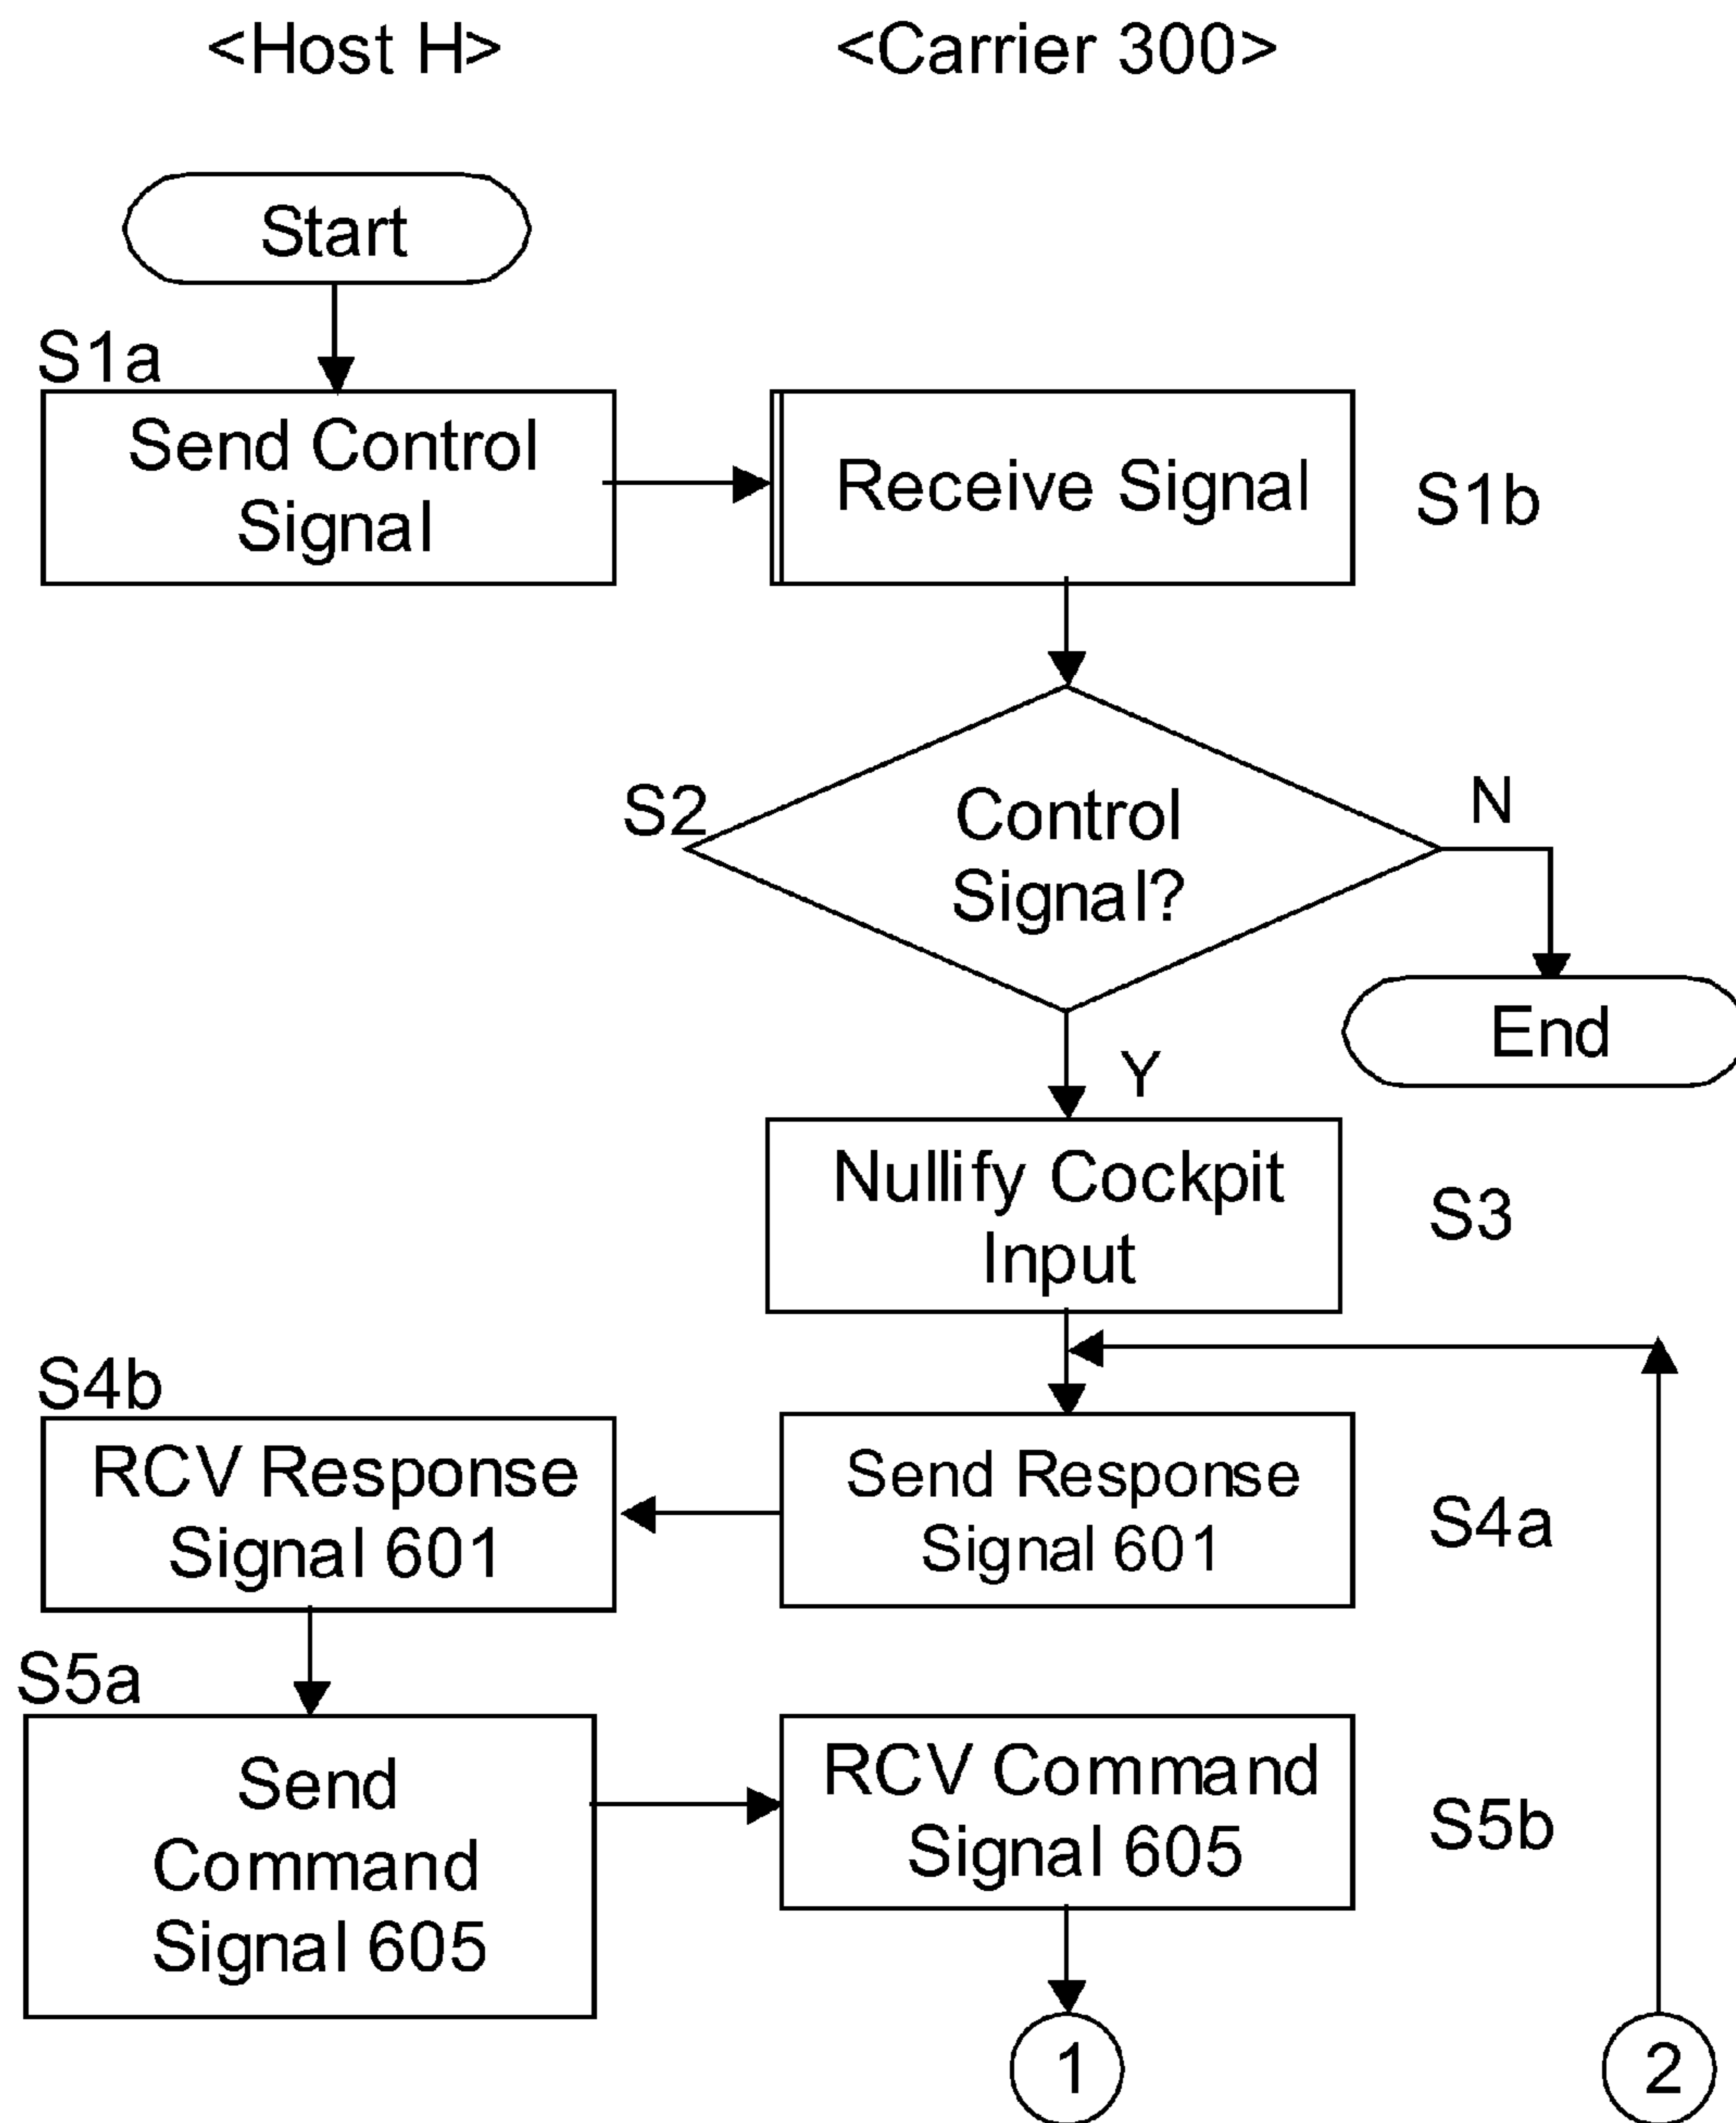 <Host H>
<Carrier 300>
Start
S1a
Send Control
Signal
Receive Signal
S1b
S2
Control
Signal?
N
End
Y
Nullify Cockpit
Input
S3
S4b
RCV Response
Signal 601
Send Response
Signal 601
S4a
S5a
Send
Command
Signal 605
RCV Command
Signal 605
S5b
1
2